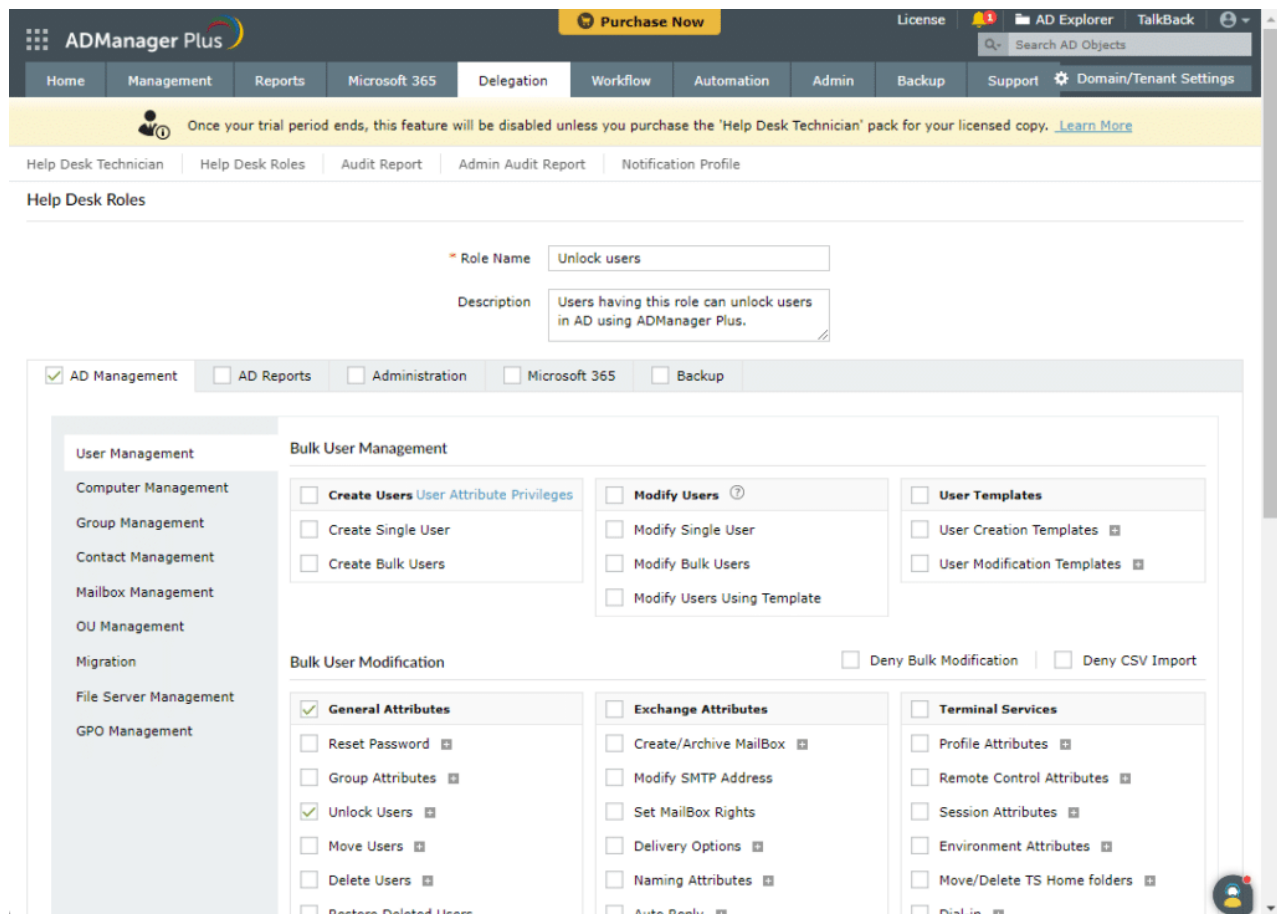 Purchase Now
License 1 AD Explorer TalkBack
ADManager Plus
Search AD Objects
Home Management Reports Microsoft 365 Delegation Workflow Automation Admin Backup Support Domain/Tenant Settings
Once your trial period ends, this feature will be disabled unless you purchase the 'Help Desk Technician' pack for your licensed copy. Learn More
Help Desk Technician Help Desk Roles Audit Report Admin Audit Report Notification Profile
Help Desk Roles
* Role Name Unlock users
Description Users having this role can unlock users
in AD using ADManager Plus.
AD Management AD Reports Administration Microsoft 365 Backup
User Management
Computer Management
Group Management
Contact Management
Mailbox Management
OU Management
Migration
File Server Management
GPO Management
Bulk User Management
Create Users User Attribute Privileges
Create Single User
Create Bulk Users
Modify Users ?
Modify Single User
Modify Bulk Users
Modify Users Using Template
User Templates
User Creation Templates
User Modification Templates
Bulk User Modification Deny Bulk Modification Deny CSV Import
General Attributes
Reset Password
Group Attributes
Unlock Users
Move Users
Delete Users
Restore Deleted Users
Exchange Attributes
Create/Archive MailBox
Modify SMTP Address
Set MailBox Rights
Delivery Options
Naming Attributes
Auto Reply
Terminal Services
Profile Attributes
Remote Control Attributes
Session Attributes
Environment Attributes
Move/Delete TS Home folders
Dial-in